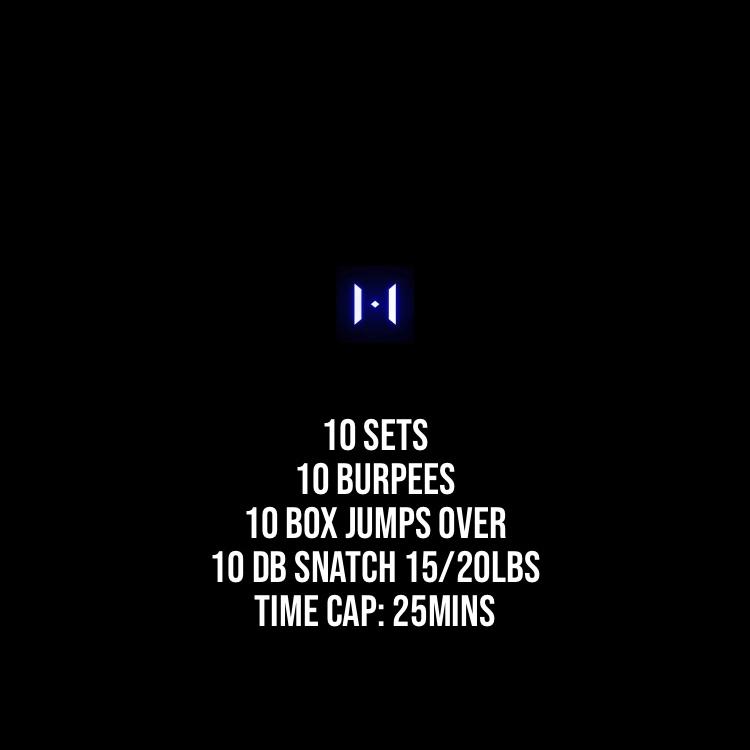 10 SETS
10 BURPEES
10 BOX JUMPS OVER
10 DB SNATCH 15/20LBS
TIME CAP: 25MINS